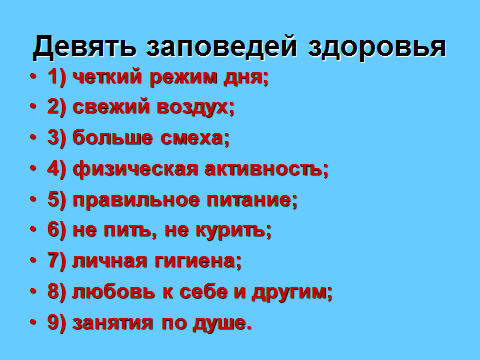 Девять заповедей здоровья
• 1) четкий режим дня;
• 2) свежий воздух;
• 3) больше смеха;
• 4) физическая активность;
• 5) правильное питание;
• 6) не пить, не курить;
• 7) личная гигиена;
• 8) любовь к себе и другим;
• 9) занятия по душе.